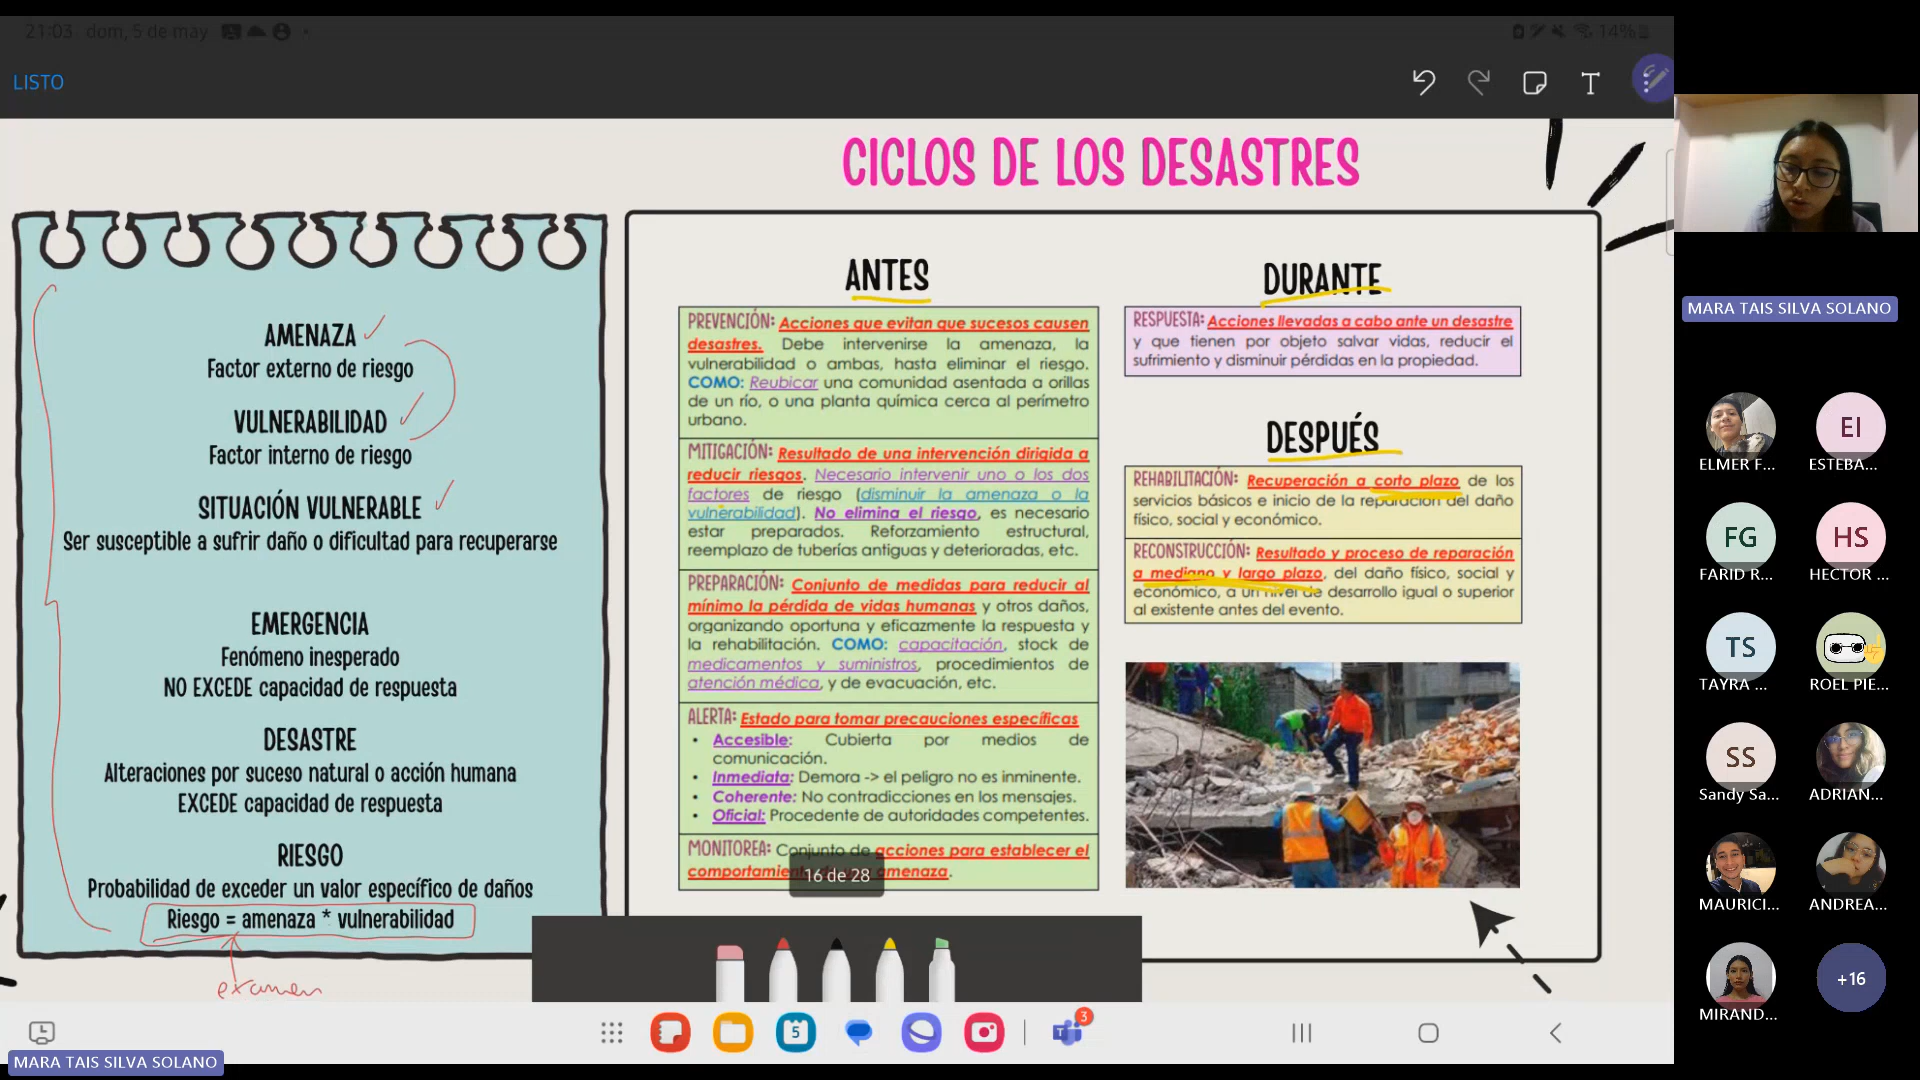 21:03 dom, 5 de may
14%
LISTO
CICLOS DE LOS DESASTRES
AMENAZA
Factor externo de riesgo
VULNERABILIDAD
Factor interno de riesgo
SITUACIÓN VULNERABLE
Ser susceptible a sufrir daño o dificultad para recuperarse
EMERGENCIA
Fenómeno inesperado
NO EXCEDE capacidad de respuesta
DESASTRE
Alteraciones por suceso natural o acción humana
EXCEDE capacidad de respuesta
RIESGO
Probabilidad de exceder un valor específico de daños
Riesgo = amenaza * vulnerabilidad
examen
ANTES
PREVENCIÓN: Acciones que evitan que sucesos causen
desastres. Debe intervenirse la amenaza, la
vulnerabilidad o ambas, hasta eliminar el riesgo.
COMO: Reubicar una comunidad asentada a orillas
de un río, o una planta química cerca al perímetro
urbano.
MITIGACIÓN: Resultado de una intervención dirigida a
reducir riesgos. Necesario intervenir uno o los dos
factores de riesgo (disminuir la amenaza o la
vulnerabilidad). No elimina el riesgo, es necesario
estar preparados. Reforzamiento estructural,
reemplazo de tuberías antiguas y deterioradas, etc.
PREPARACIÓN: Conjunto de medidas para reducir al
mínimo la pérdida de vidas humanas y otros daños,
organizando oportuna y eficazmente la respuesta y
la rehabilitación. COMO: capacitación, stock de
medicamentos y suministros, procedimientos de
atención médica, y de evacuación, etc.
ALERTA: Estado para tomar precauciones específicas
• Accesible: Cubierta por medios de
comunicación.
• Inmediata: Demora -> el peligro no es inminente.
• Coherente: No contradicciones en los mensajes.
• Oficial: Procedente de autoridades competentes.
MONITOREA: Conjunto de acciones para establecer el
comportamien amenaza.
16 de 28
DURANTE
RESPUESTA: Acciones llevadas a cabo ante un desastre
y que tienen por objeto salvar vidas, reducir el
sufrimiento y disminuir pérdidas en la propiedad.
DESPUÉS
REHABILITACIÓN: Recuperación a corto plazo de los
servicios básicos e inicio de la reparación del daño
físico, social y económico.
RECONSTRUCCIÓN: Resultado y proceso de reparación
a mediano y largo plazo, del daño físico, social y
económico, a un nivel de desarrollo igual o superior
al existente antes del evento.
5
3
MARA TAIS SILVA SOLANO
MARA TAIS SILVA SOLANO
EI
ELMER F... ESTEBA...
FG HS
FARID R... HECTOR ...
TS
TAYRA ... ROEL PIE...
SS
Sandy Sa... ADRIAN...
MAURICI... ANDREA...
+16
MIRAND...